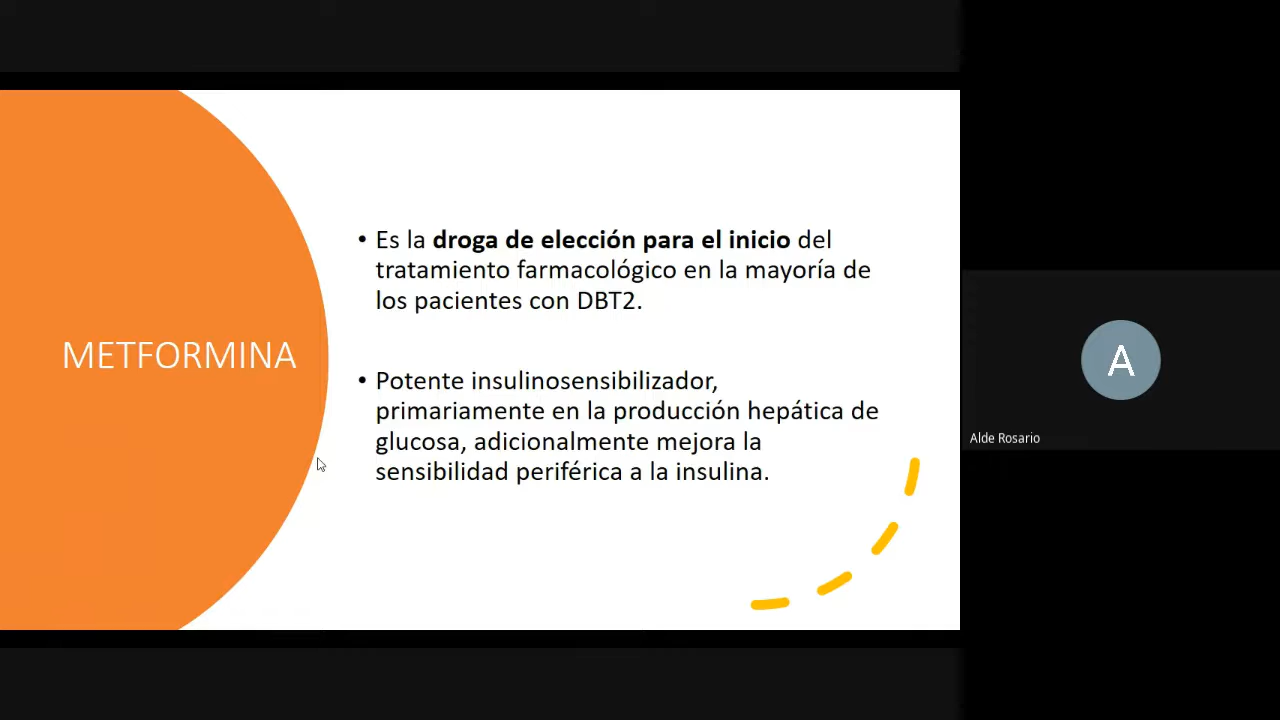 METFORMINA
• Es la droga de elección para el inicio del
tratamiento farmacológico en la mayoría de
los pacientes con DBT2.
• Potente insulinosensibilizador,
primariamente en la producción hepática de
glucosa, adicionalmente mejora la
sensibilidad periférica a la insulina.
A
Alde Rosario